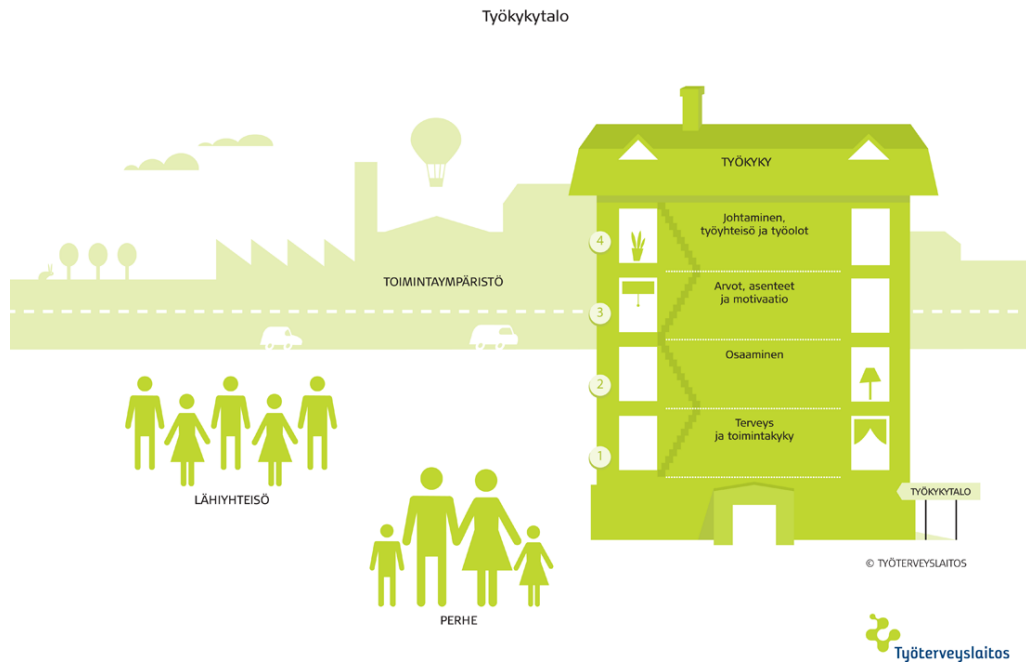 Työkykytalo
TYÖKYKY
4
Johtaminen,
työyhteisö ja työolot
TOIMINTAYMPÄRISTÖ
3
Arvot, asenteet
ja motivaatio
2
Osaaminen
1
Terveys
ja toimintakyky
LÄHIYHTEISÖ
PERHE
TYÖKYKYTALO
© TYÖTERVEYSLAITOS
Työterveyslaitos